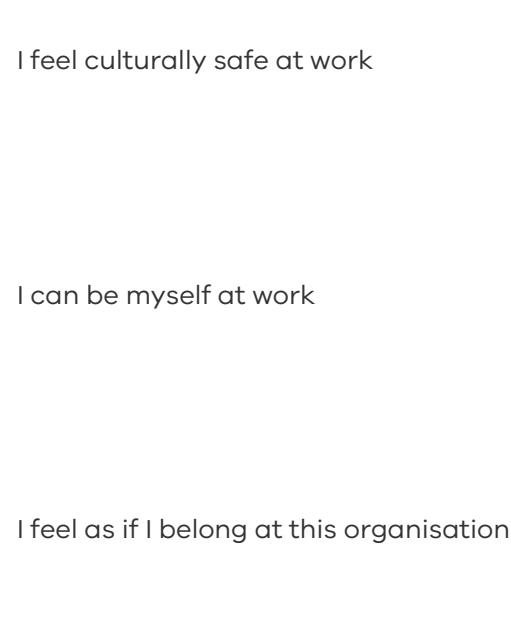 I feel culturally safe at work
I can be myself at work
I feel as if I belong at this organisation